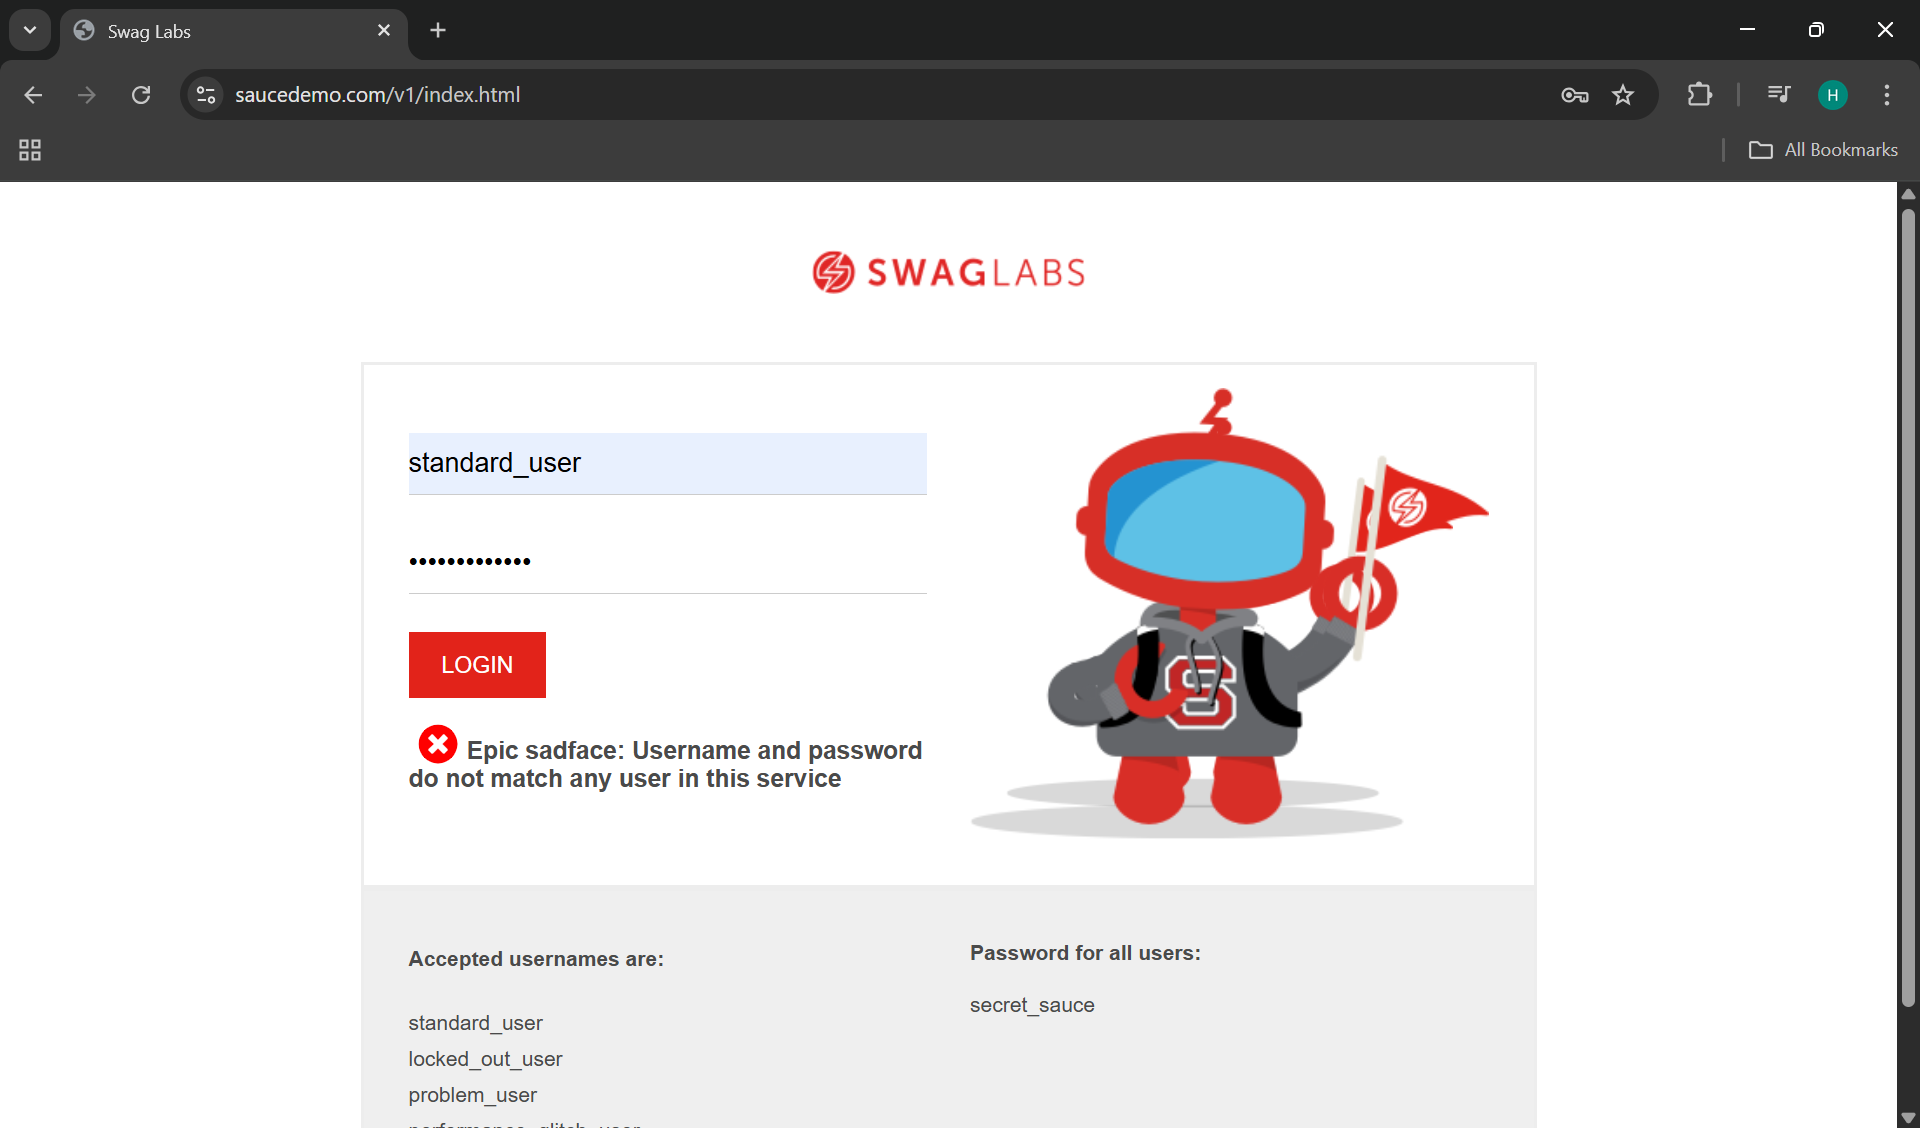 Swag Labs
saucedemo.com/v1/index.html
H
All Bookmarks
SWAGLABS
standard_user
•••••••••••••
LOGIN
Epic sadface: Username and password
do not match any user in this service
S
Accepted usernames are:
standard_user
locked_out_user
problem_user
Password for all users:
secret_sauce